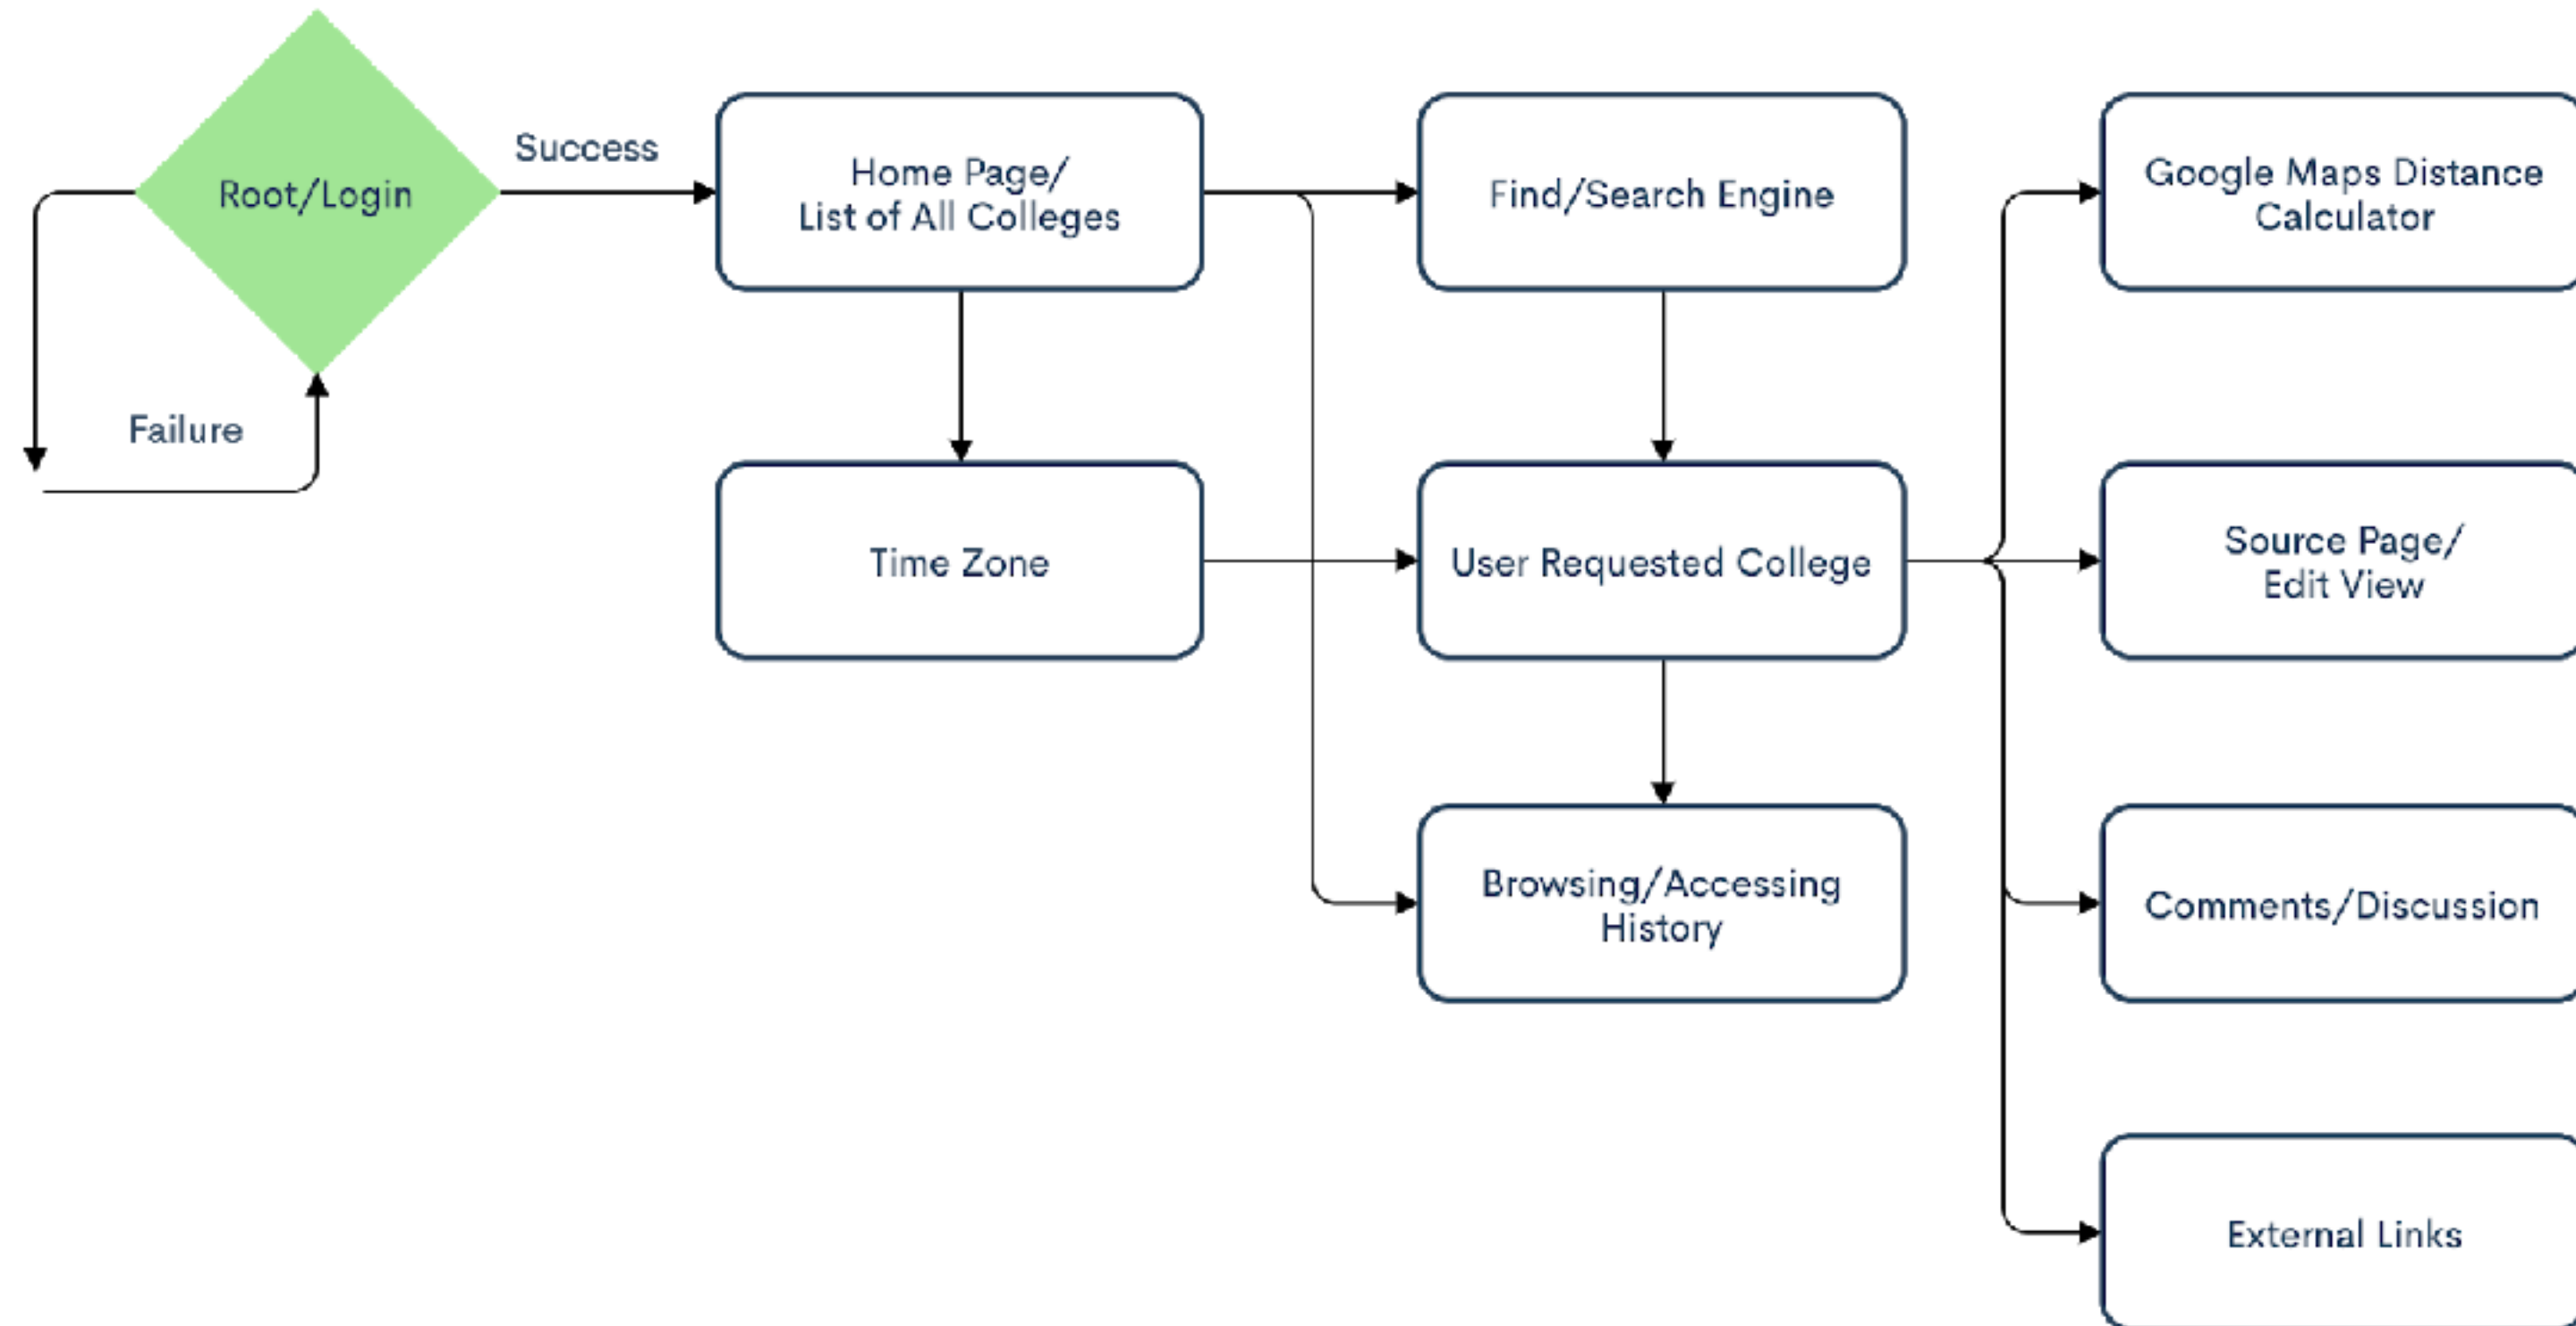 Root/Login
Success
Failure
Home Page/
List of All Colleges
Time Zone
Find/Search Engine
User Requested College
Browsing/Accessing
History
Google Maps Distance
Calculator
Source Page/
Edit View
Comments/Discussion
External Links